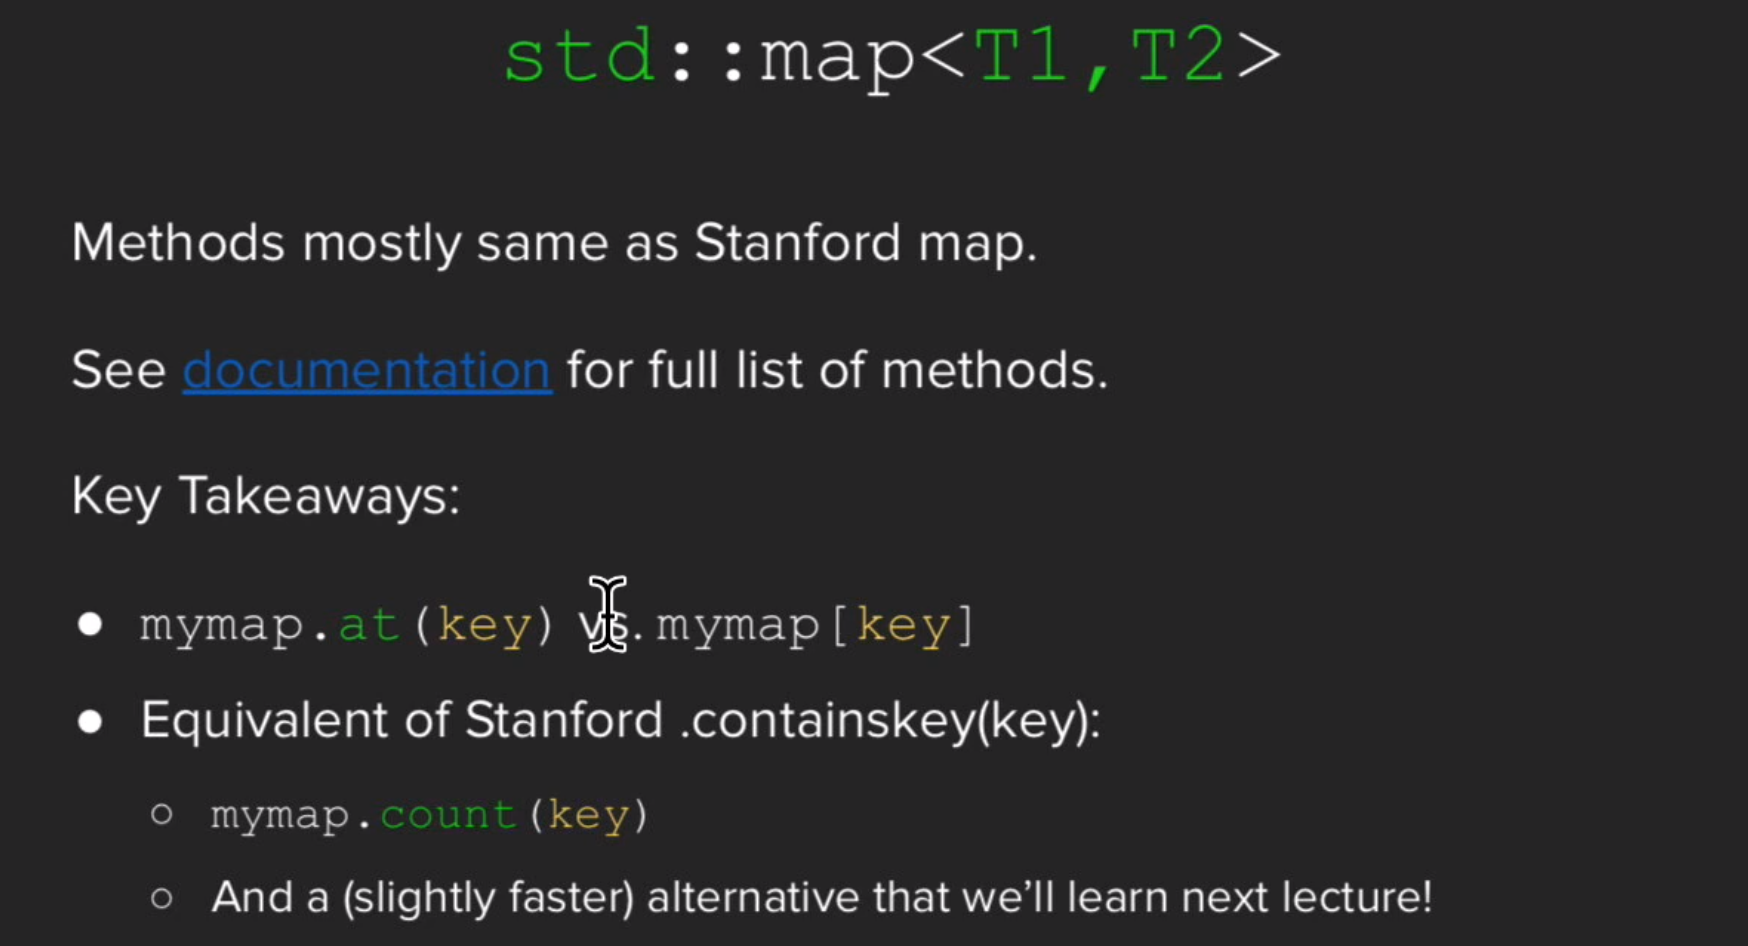 std::map<T1,T2>
Methods mostly same as Stanford map.
See documentation for full list of methods.
Key Takeaways:
● mymap.at(key) vs. mymap[key]
● Equivalent of Stanford .containskey(key):
○ mymap.count(key)
○ And a (slightly faster) alternative that we'll learn next lecture!